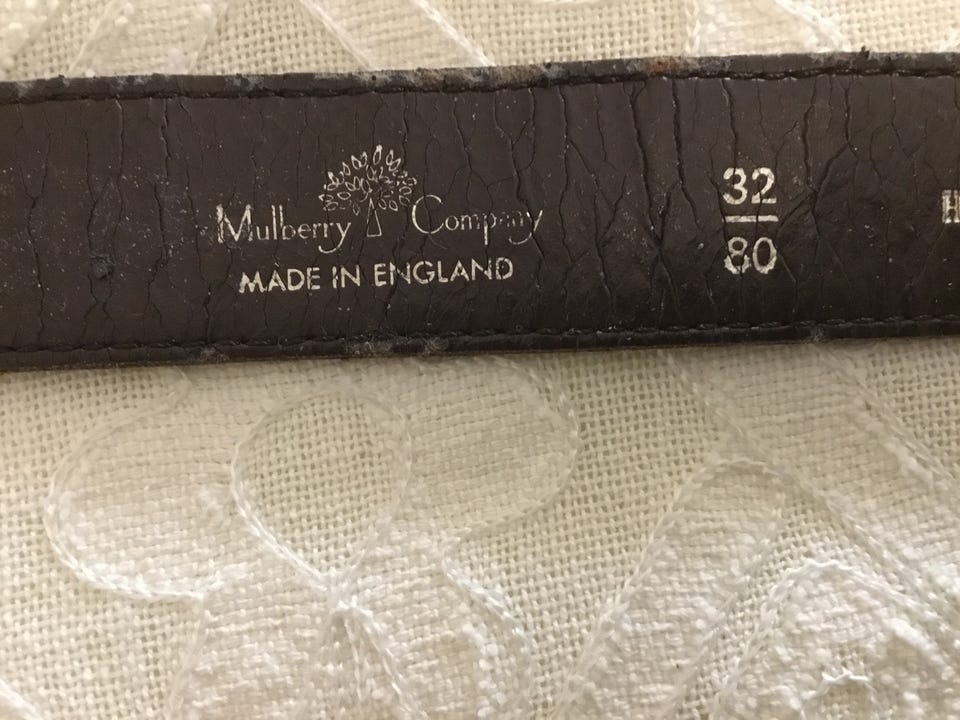 Mulberry Company
MADE IN ENGLAND
32
80
H